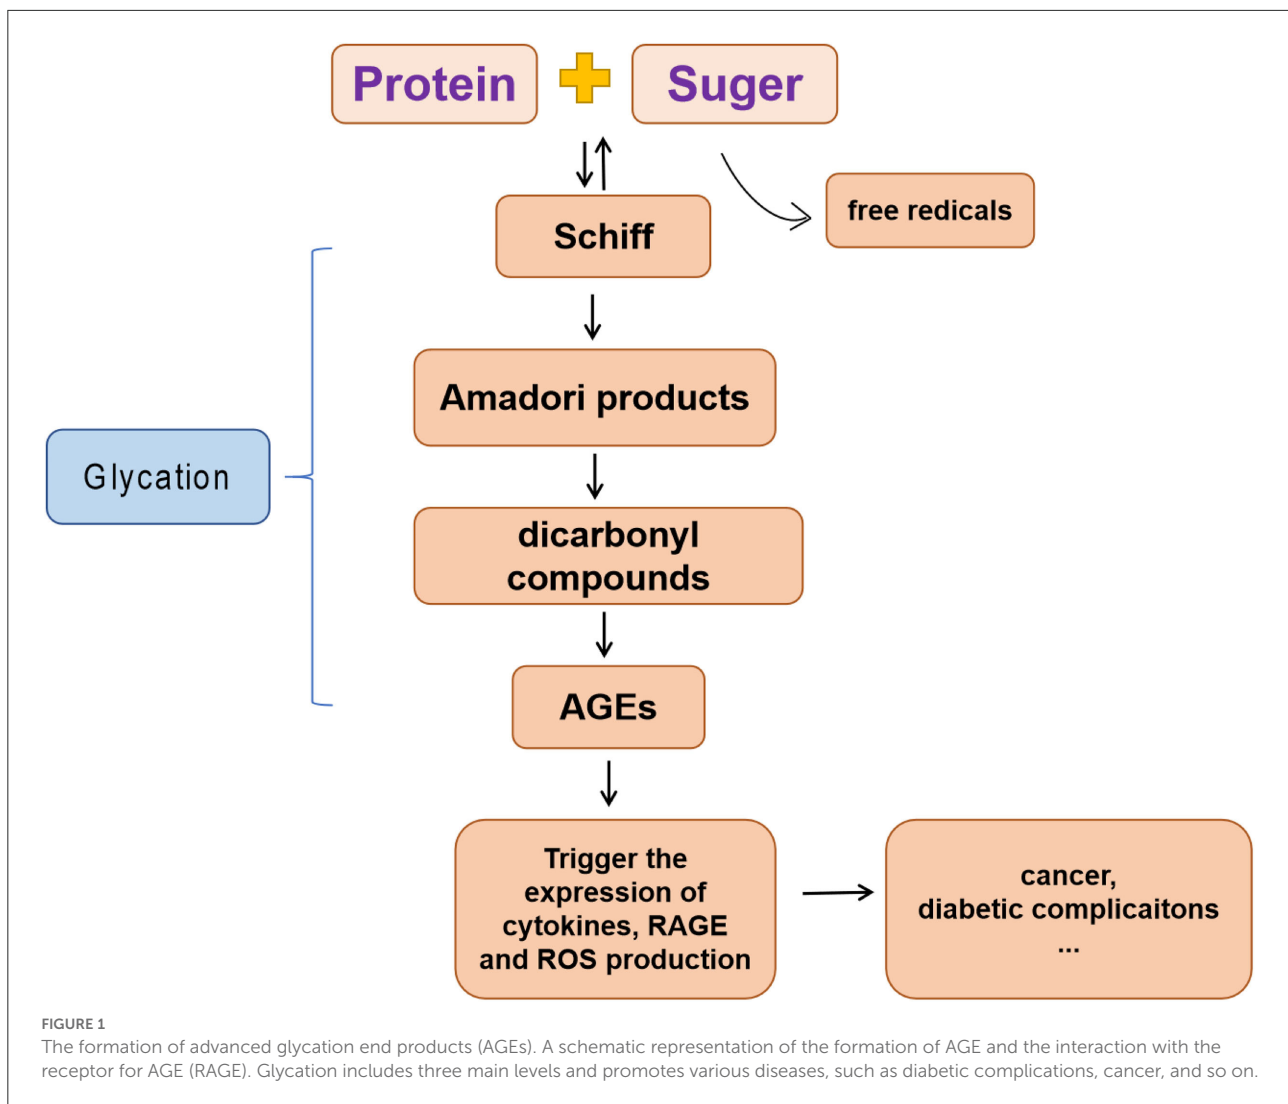 Protein
Suger
free redicals
Schiff
Amadori products
Glycation
dicarbonyl
compounds
AGEs
Trigger the
expression of
cytokines, RAGE
and ROS production
cancer,
diabetic complicaitons
...
FIGURE 1
The formation of advanced glycation end products (AGEs). A schematic representation of the formation of AGE and the interaction with the
receptor for AGE (RAGE). Glycation includes three main levels and promotes various diseases, such as diabetic complications, cancer, and so on.